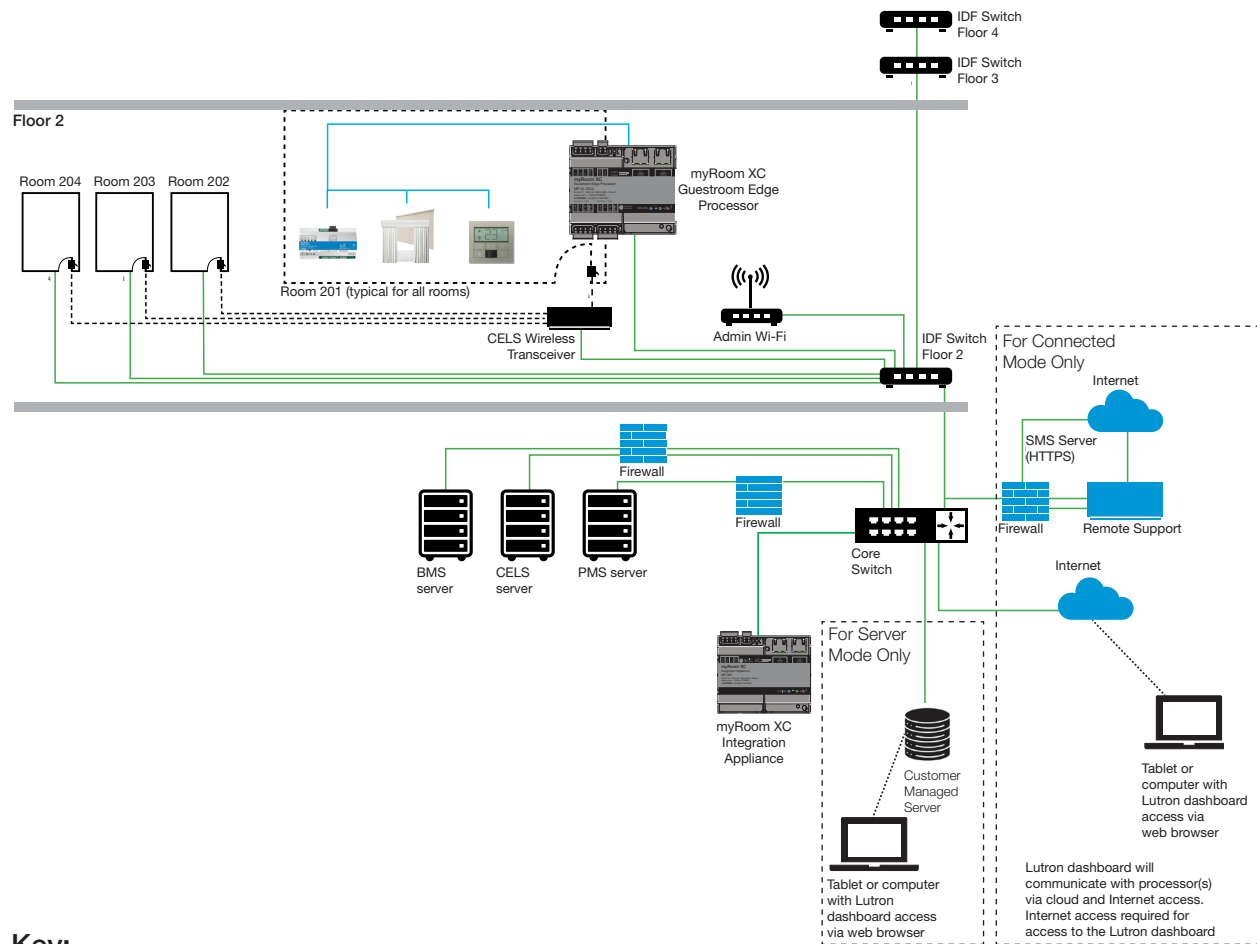 IDF Switch
Floor 4
IDF Switch
Floor 3
Floor 2
Room 204
Room 203
Room 202
myRoom XC
myRoom XC
Guestroom Edge
Processor
Room 201 (typical for all rooms)
CELS Wireless
Transceiver
Admin Wi-Fi
IDF Switch
Floor 2
For Connected
Mode Only
Internet
SMS Server
(HTTPS)
Firewall
Firewall
Firewall
Remote Support
BMS
server
CELS
server
PMS server
Core
Switch
Internet
For Server
Mode Only
myRoom XC
myRoom XC
Integration
Appliance
Customer
Managed
Server
Tablet or
computer with
Lutron dashboard
access via
web browser
Tablet or computer
with Lutron
dashboard access
via web browser
Lutron dashboard will
communicate with processor(s)
via cloud and Internet access.
Internet access required for
access to the Lutron dashboard
Key: